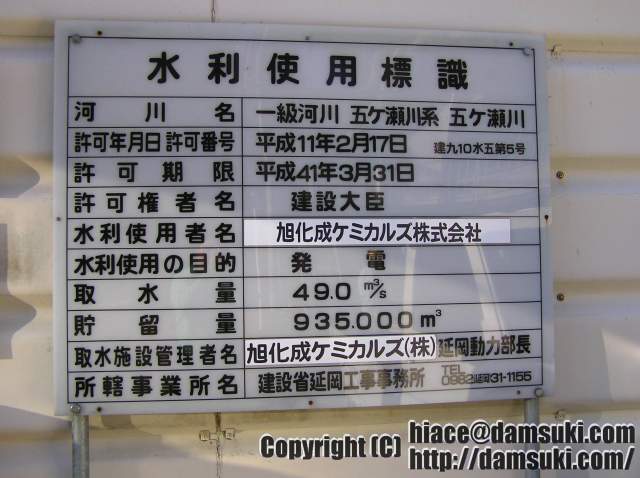 水利使用標識
河川名 一級河川 五ケ瀬川系 五ケ瀬川
許可年月日許可番号 平成11年2月17日 建九10水五第5号
許可期限 平成41年3月31日
許可権者名 建設大臣
水利使用者名 旭化成ケミカルズ株式会社
水利使用の目的 発電
取水量 49.0 m³/s
貯留量 935.000 m³
取水施設管理者名 旭化成ケミカルズ(株)延岡動力部長
所轄事業所名 建設省延岡工事事務所 TEL 0982延岡31-1155
Copyright (C) hiace@damsuki.com
http://damsuki.com/